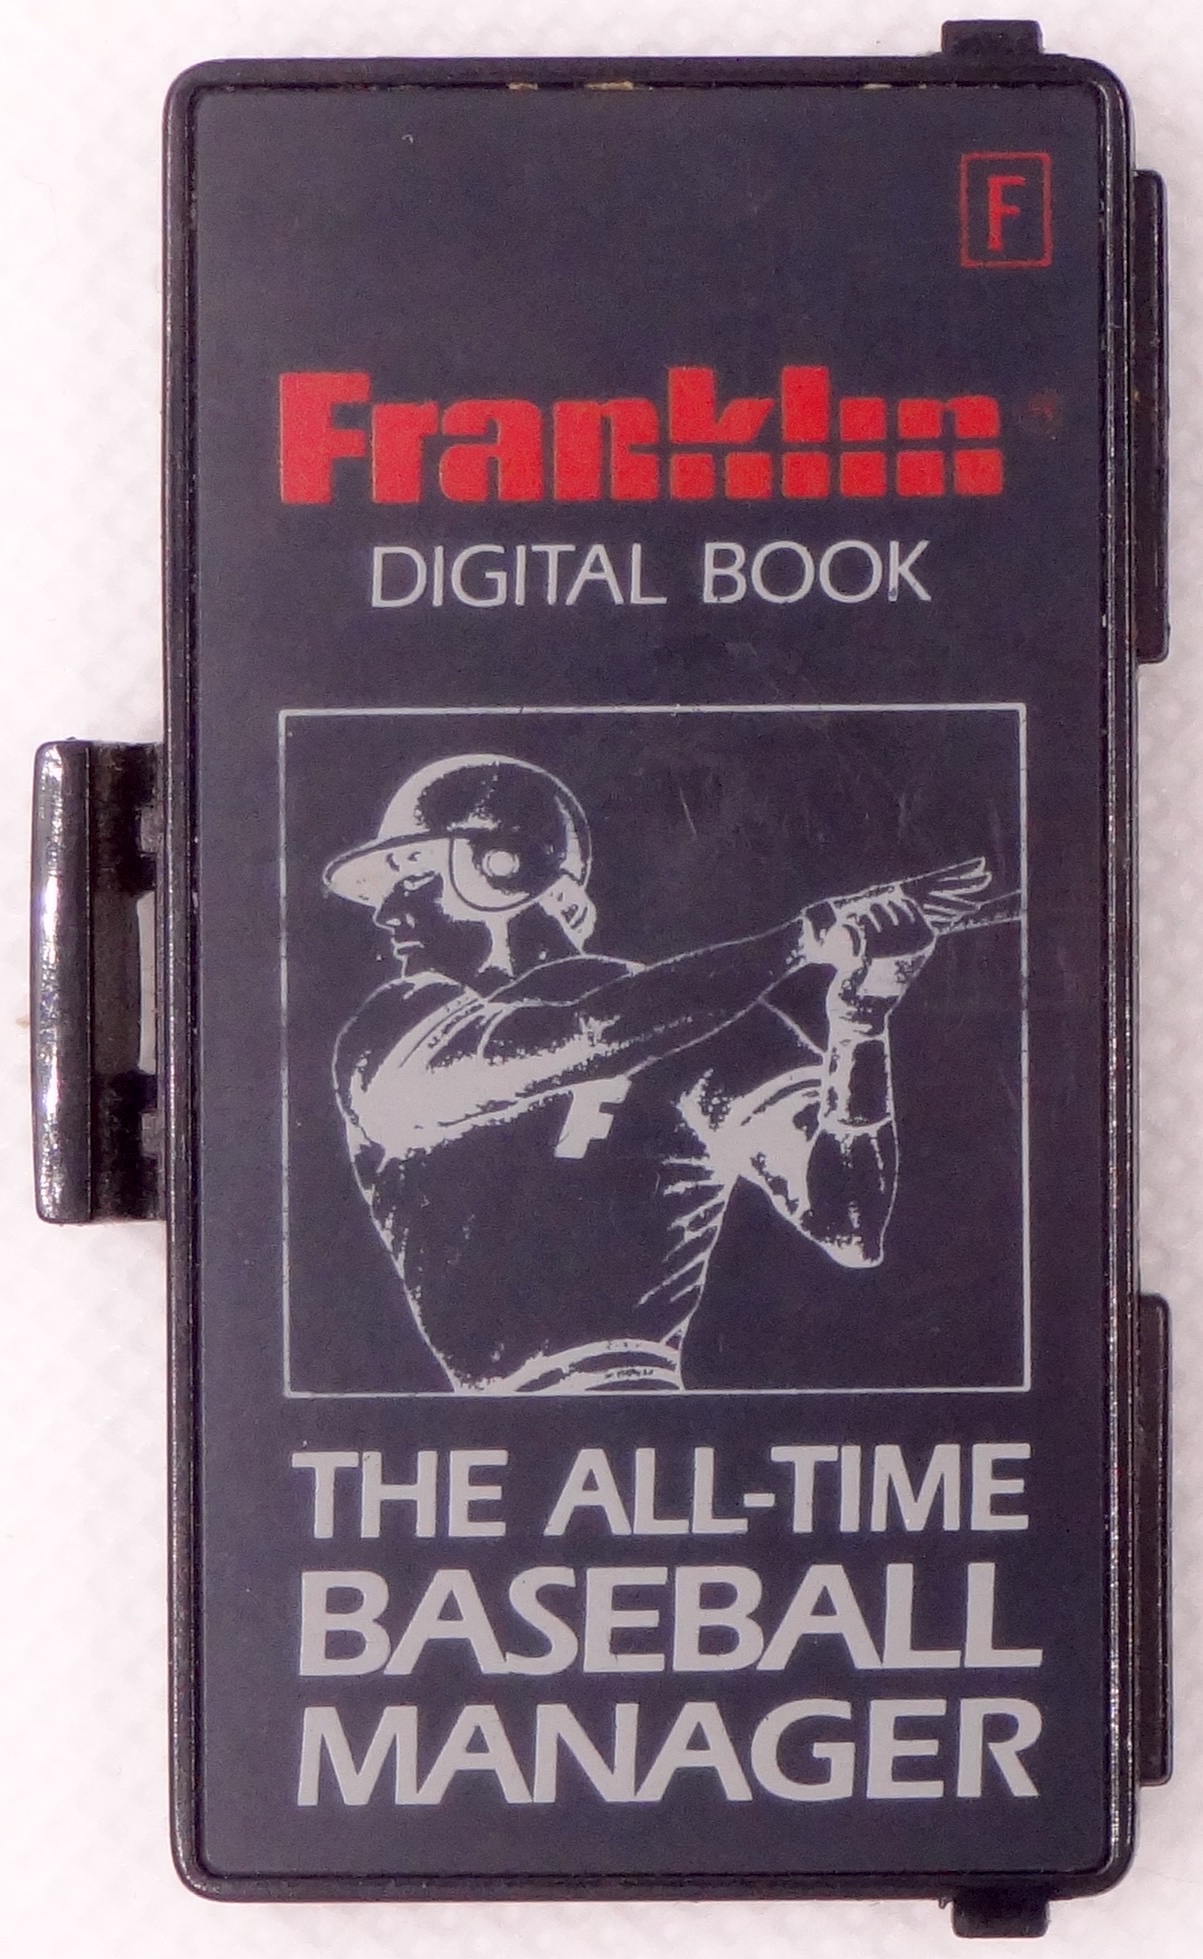 F
Franklin
DIGITAL BOOK
F
THE ALL-TIME
BASEBALL
MANAGER